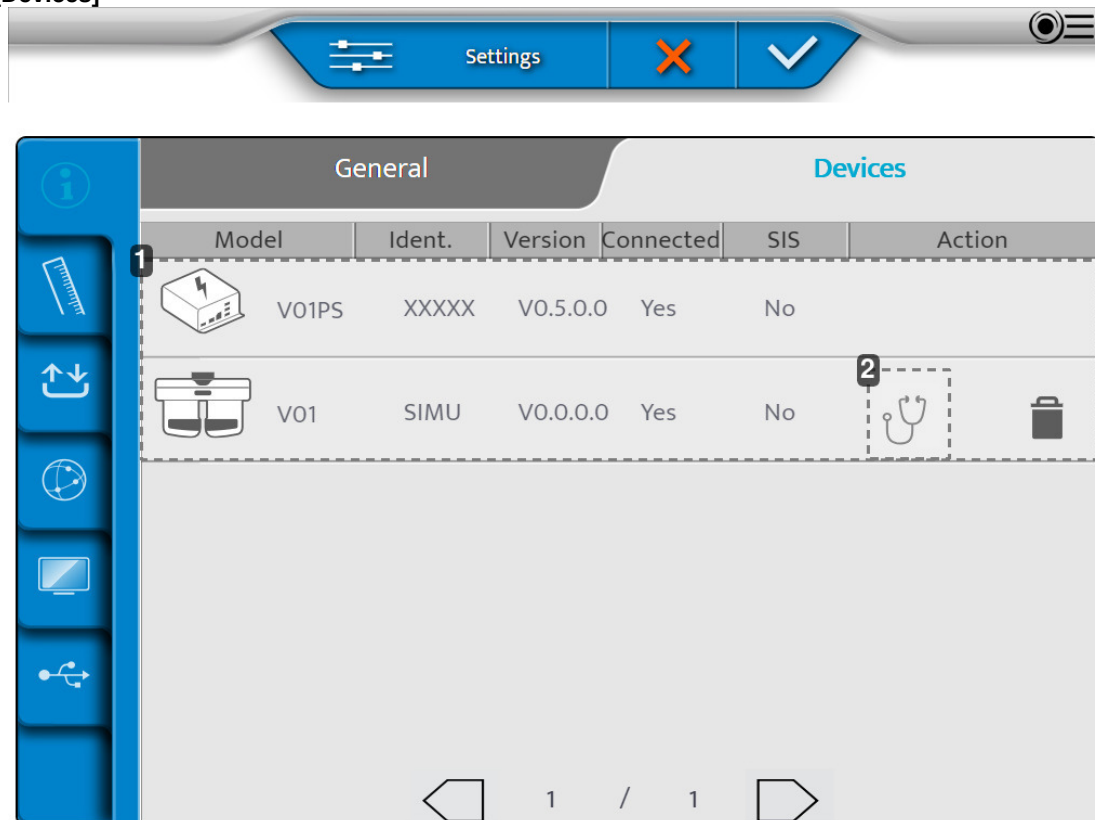 [Devices]
Settings
General Devices
Model Ident. Version Connected SIS Action
1
V01PS XXXXX V0.5.0.0 Yes No
2
V01 SIMU V0.0.0.0 Yes No
1 / 1